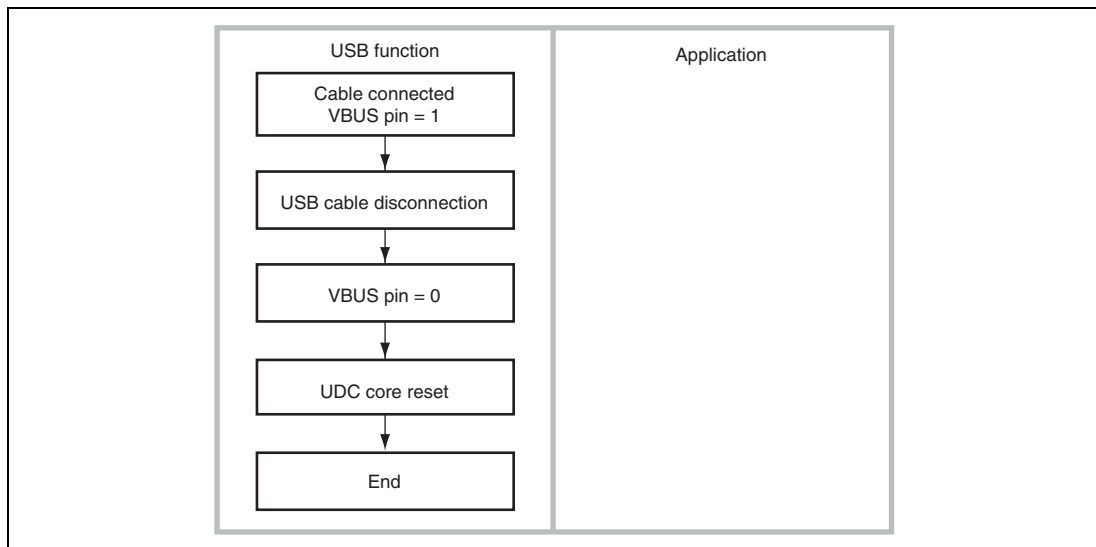 USB function
Application
Cable connected
VBUS pin = 1
USB cable disconnection
VBUS pin = 0
UDC core reset
End